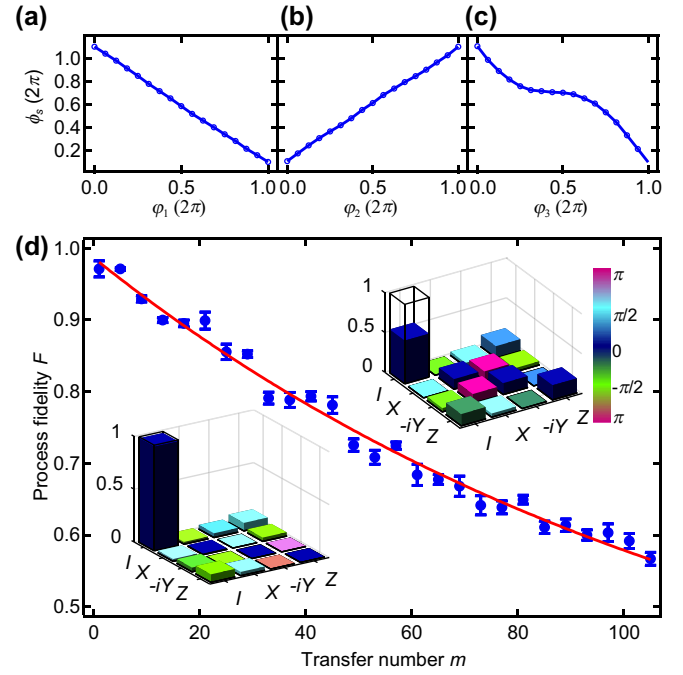 (a)
(b)
(c)
ϕs (2π)
1.0
0.8
0.6
0.4
0.2
0.0 0.5 1.0
0.0 0.5 1.0
0.0 0.5 1.0
φ1 (2π)
φ2 (2π)
φ3 (2π)
(d)
Process fidelity F
1.0
0.9
0.8
0.7
0.6
0.5
1
0.5
0
I
X
-iY
Z
I
X
-iY
Z
π
π/2
0
-π/2
π
1
0.5
0
I
X
-iY
Z
I
X
-iY
Z
0 20 40 60 80 100
Transfer number m